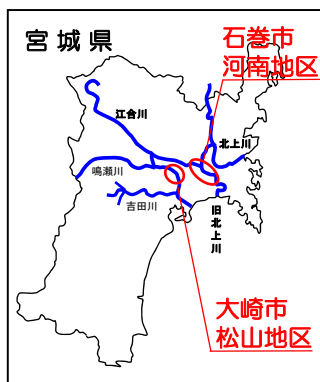 宮城県
石巻市
河南地区
江合川
北上川
鳴瀬川
吉田川
旧北上川
大崎市
松山地区